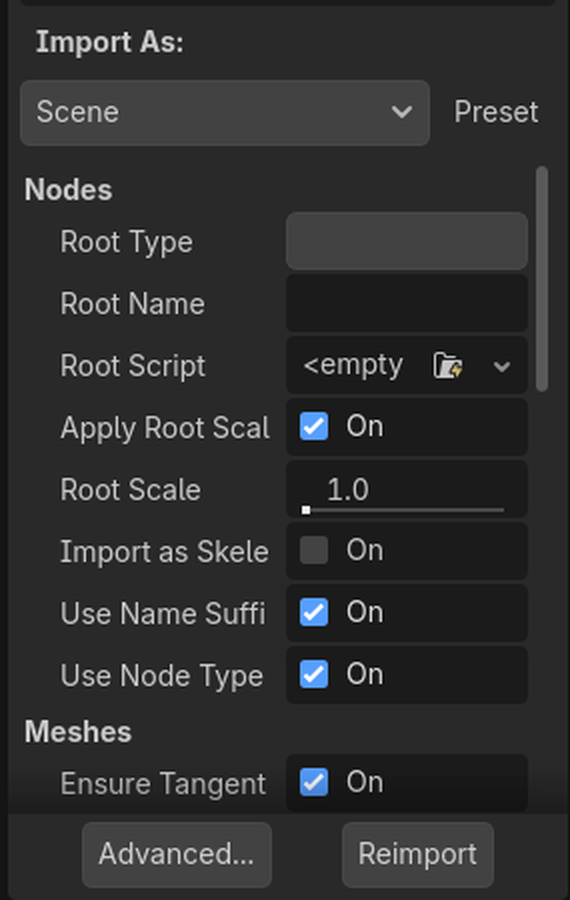 Import As:
Scene Preset
Nodes
Root Type
Root Name
Root Script <empty
Apply Root Scal On
Root Scale 1.0
Import as Skele On
Use Name Suffi On
Use Node Type On
Meshes
Ensure Tangent On
Advanced... Reimport